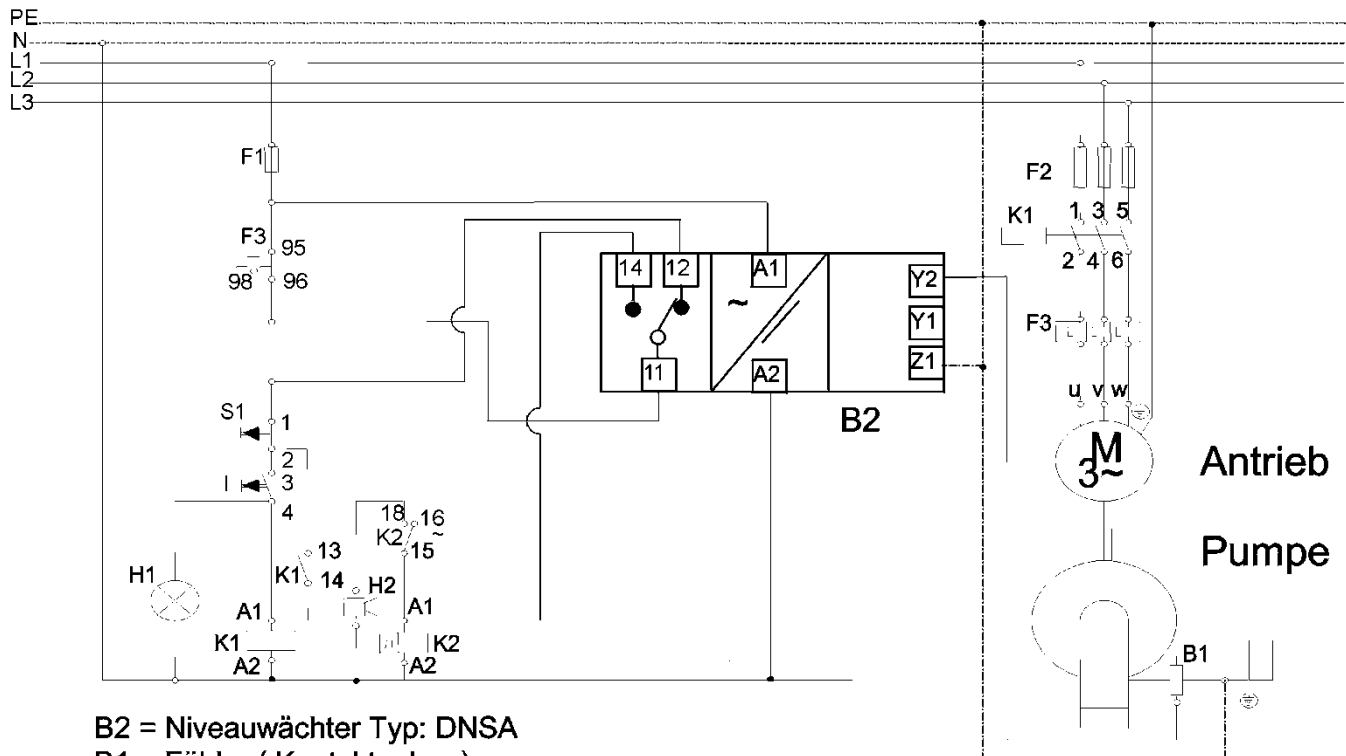 PE
N
L1
L2
L3
F1
F2
K1
1 3 5
2 4 6
F3
95
98
96
14
12
A1
~
Y2
Y1
Z1
11
A2
B2
F3
u v w
M
3~
Antrieb
Pumpe
S1
1
2
I
3
4
18
16
K2
~
15
13
K1
14
H1
H2
A1
A1
K1
K2
A2
A2
B1
B2 = Niveauwächter Typ: DNSA